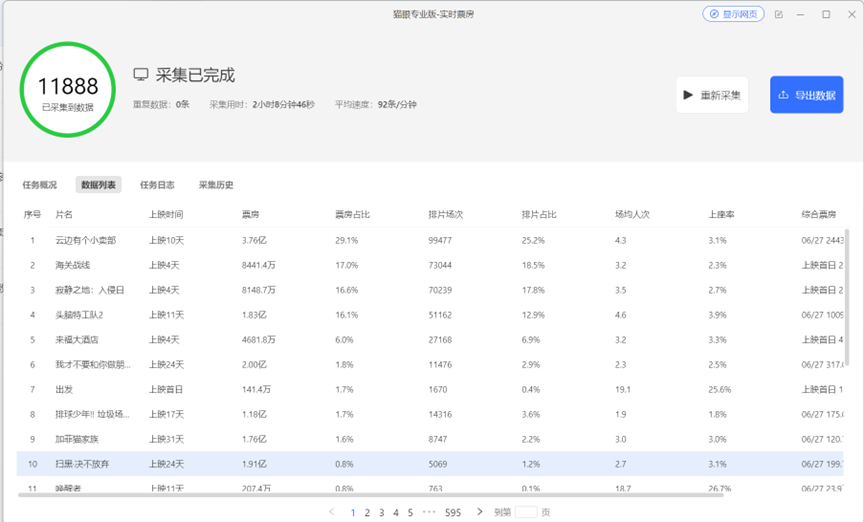 猫眼专业版-实时票房
显示网页
11888
已采集到数据
采集已完成
重复数据：0条 采集用时：2小时8分钟46秒 平均速度：92条/分钟
重新采集
导出数据
任务概况 数据列表 任务日志 采集历史
序号 片名 上映时间 票房 票房占比 排片场次 排片占比 场均人次 上座率 综合票房
1 云边有个小卖部 上映10天 3.76亿 29.1% 99477 25.2% 4.3 3.1% 06/27 2443
2 海关战线 上映4天 8441.4万 17.0% 73044 18.5% 3.2 2.3% 上映首日 2
3 寂静之地：入侵日 上映4天 8148.7万 16.6% 70239 17.8% 3.5 2.7% 上映首日 2
4 头脑特工队2 上映11天 1.83亿 16.1% 51162 12.9% 4.6 3.9% 06/27 1009
5 来福大酒店 上映4天 4681.8万 6.0% 27168 6.9% 3.2 3.3% 上映首日 4
6 我才不要和你做朋... 上映24天 2.00亿 1.8% 11476 2.9% 2.3 2.5% 06/27 317.
7 出发 上映首日 141.4万 1.7% 1670 0.4% 19.1 25.6% 上映首日 1
8 排球少年!! 垃圾场... 上映17天 1.18亿 1.7% 14316 3.6% 1.9 1.8% 06/27 175.
9 加菲猫家族 上映31天 1.76亿 1.6% 8747 2.2% 3.0 3.0% 06/27 120.
10 扫黑·决不放弃 上映24天 1.91亿 0.8% 5069 1.2% 2.7 3.1% 06/27 199.
11 唤醒者 上映11天 207.4万 0.8% 763 0.1% 18.7 26.7% 06/27 23.9
< 1 2 3 4 5 ••• 595 > 到第 页